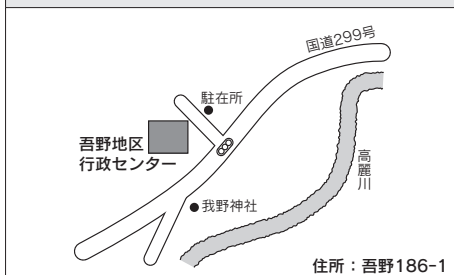 国道299号
駐在所
吾野地区
行政センター
高麗川
我野神社
住所：吾野186-1